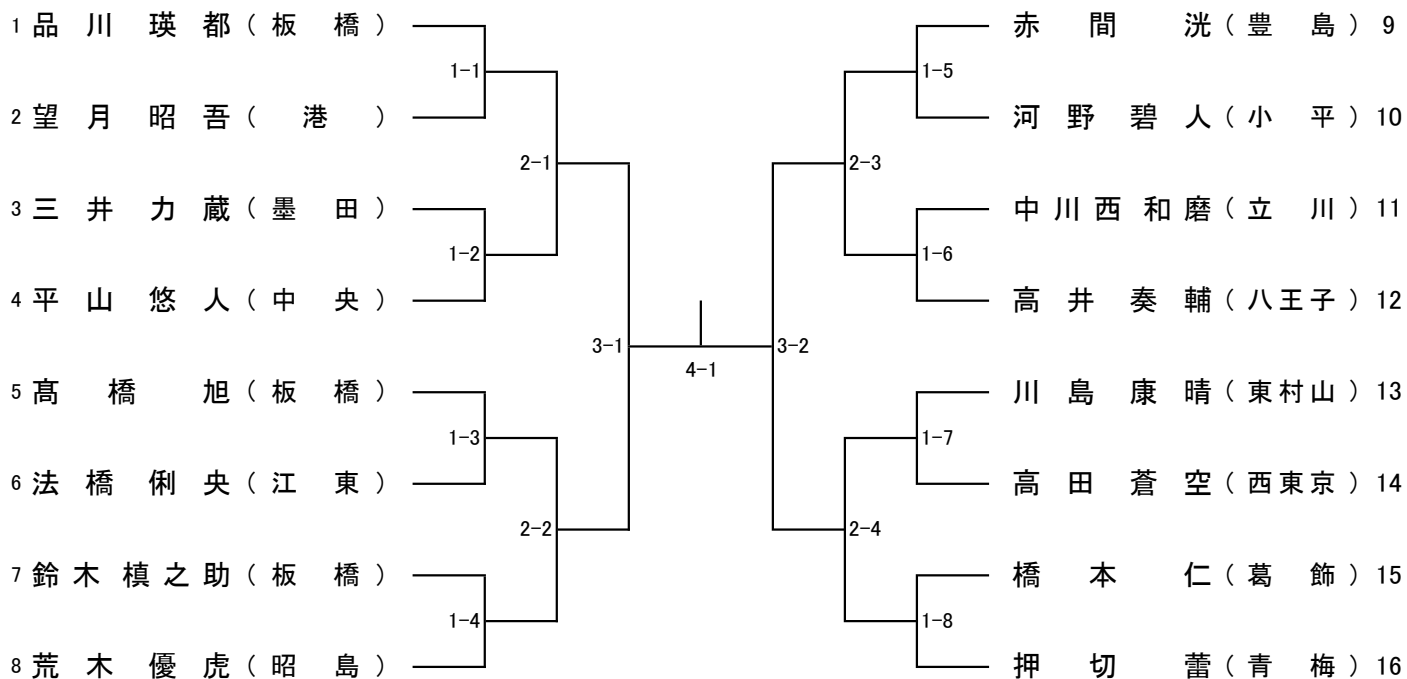 1 品川 瑛都 (板橋)
1-1
2 望月 昭吾 (港)
2-1
3 三井 力蔵 (墨田)
1-2
4 平山 悠人 (中央)
3-1
5 髙橋 旭 (板橋)
1-3
6 法橋 俐央 (江東)
2-2
7 鈴木 槙之助 (板橋)
1-4
8 荒木 優虎 (昭島)
4-1
赤間 洸 (豊島) 9
1-5
河野 碧人 (小平) 10
2-3
中川西 和磨 (立川) 11
1-6
高井 奏輔 (八王子) 12
3-2
川島 康晴 (東村山) 13
1-7
高田 蒼空 (西東京) 14
2-4
橋本 仁 (葛飾) 15
1-8
押切 蕾 (青梅) 16